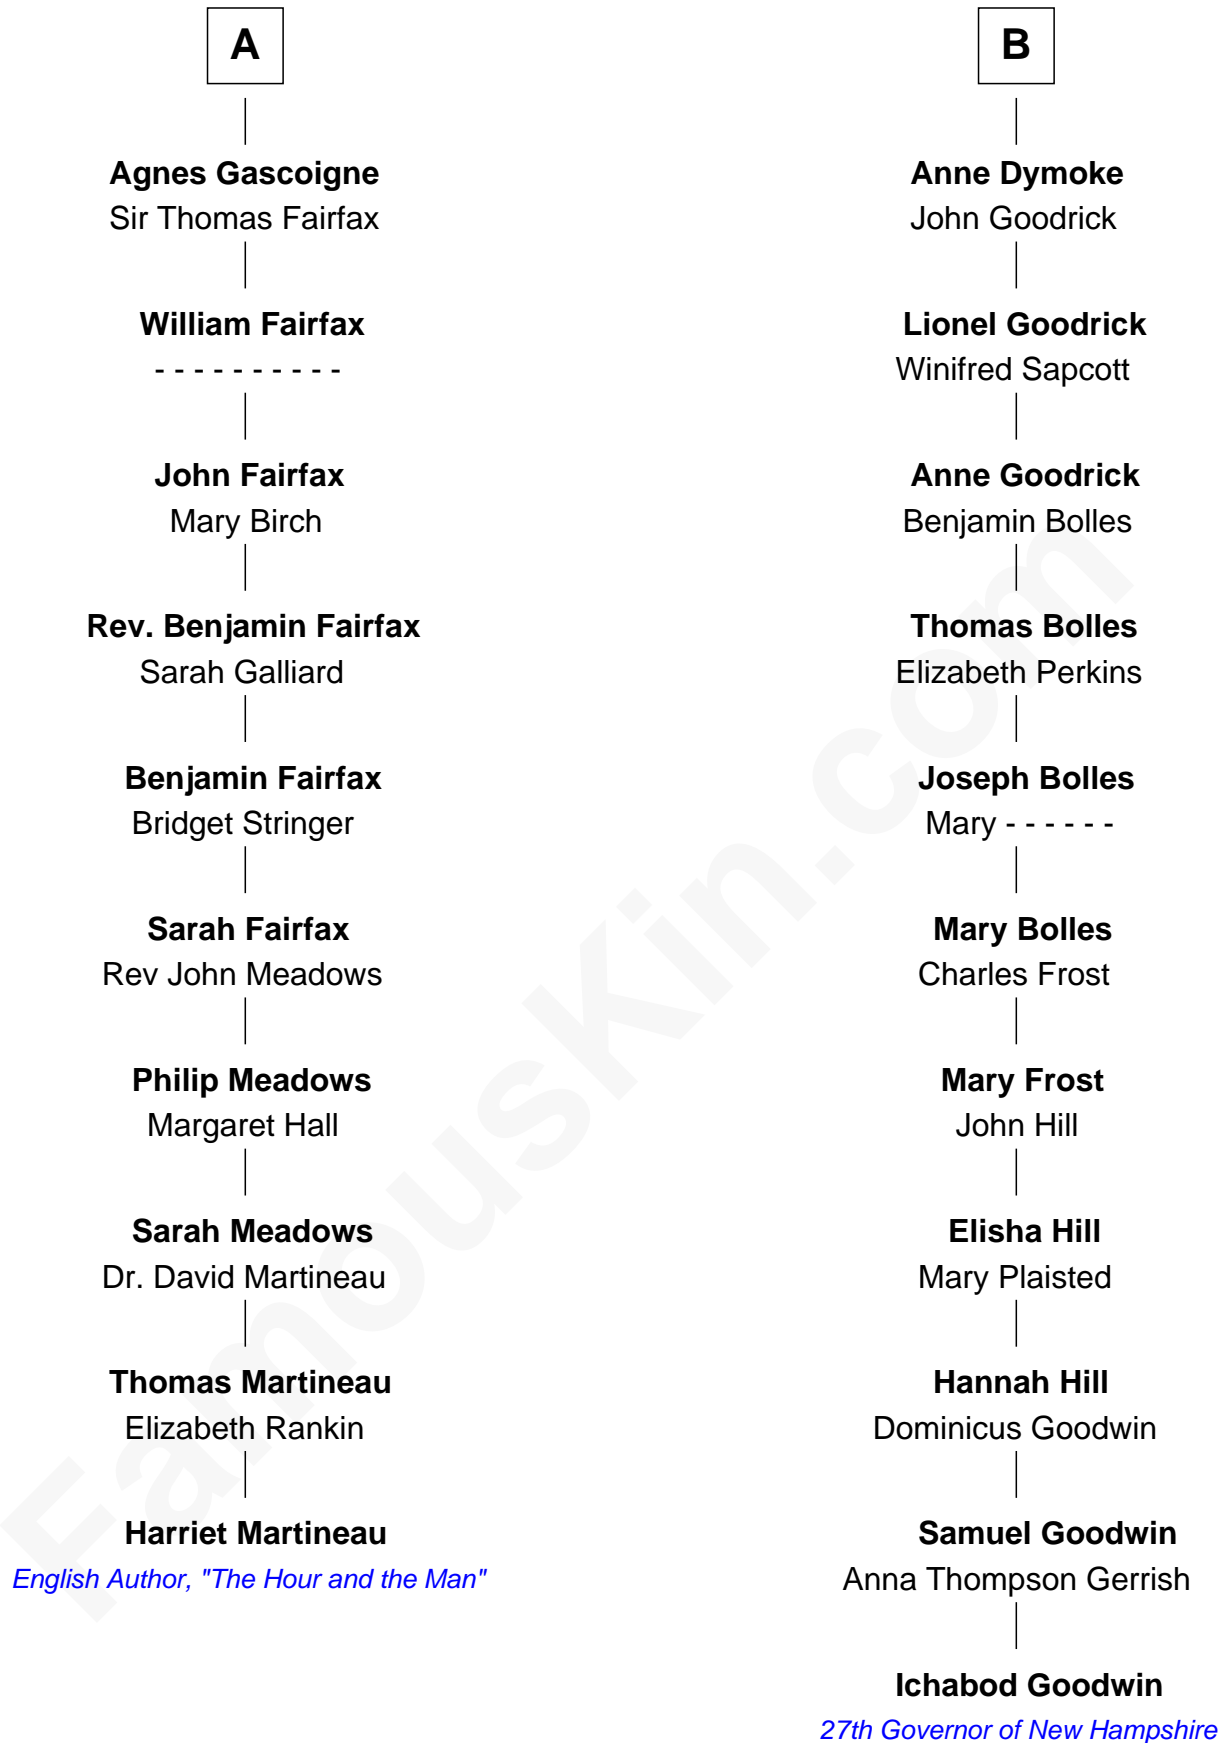 A
Agnes Gascoigne
Sir Thomas Fairfax
William Fairfax
- - - - - - - - - -
John Fairfax
Mary Birch
Rev. Benjamin Fairfax
Sarah Galliard
Benjamin Fairfax
Bridget Stringer
Sarah Fairfax
Rev John Meadows
Philip Meadows
Margaret Hall
Sarah Meadows
Dr. David Martineau
Thomas Martineau
Elizabeth Rankin
Harriet Martineau
English Author, "The Hour and the Man"
B
Anne Dymoke
John Goodrick
Lionel Goodrick
Winifred Sapcott
Anne Goodrick
Benjamin Bolles
Thomas Bolles
Elizabeth Perkins
Joseph Bolles
Mary - - - - - -
Mary Bolles
Charles Frost
Mary Frost
John Hill
Elisha Hill
Mary Plaisted
Hannah Hill
Dominicus Goodwin
Samuel Goodwin
Anna Thompson Gerrish
Ichabod Goodwin
27th Governor of New Hampshire
FamousKin.com